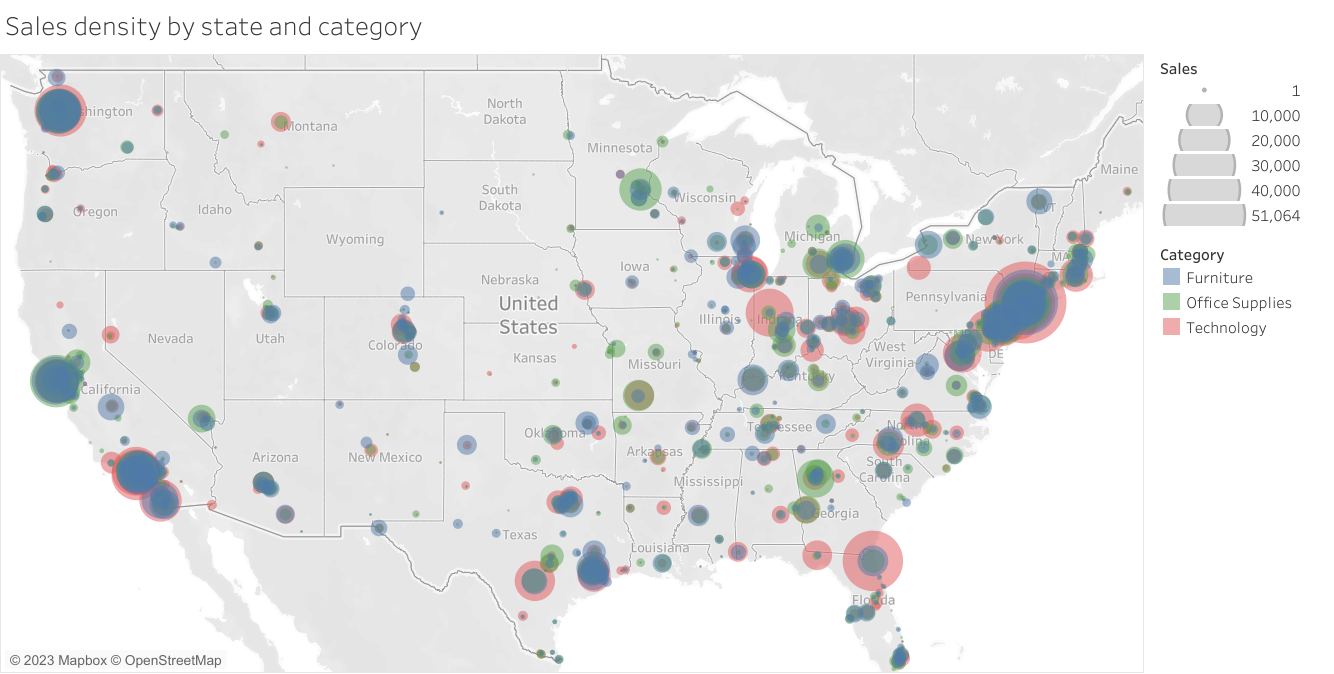 Sales density by state and category
Sales
1
10,000
20,000
30,000
40,000
51,064
Category
Furniture
Office Supplies
Technology
hington
Montana
North
Dakota
Minnesota
Maine
Oregon
Idaho
South
Dakota
Wisconsin
VT
Wyoming
Michigan
New York
MA
Nebraska
Iowa
United
States
Pennsylvania
Nevada
Utah
Colorado
Kansas
Illinois
Indiana
West
Virginia
DE
Missouri
California
Kentucky
Oklahoma
Tennessee
North
Carolina
Arizona
New Mexico
Arkansas
South
Carolina
Mississippi
Georgia
Texas
Louisiana
Florida
© 2023 Mapbox © OpenStreetMap